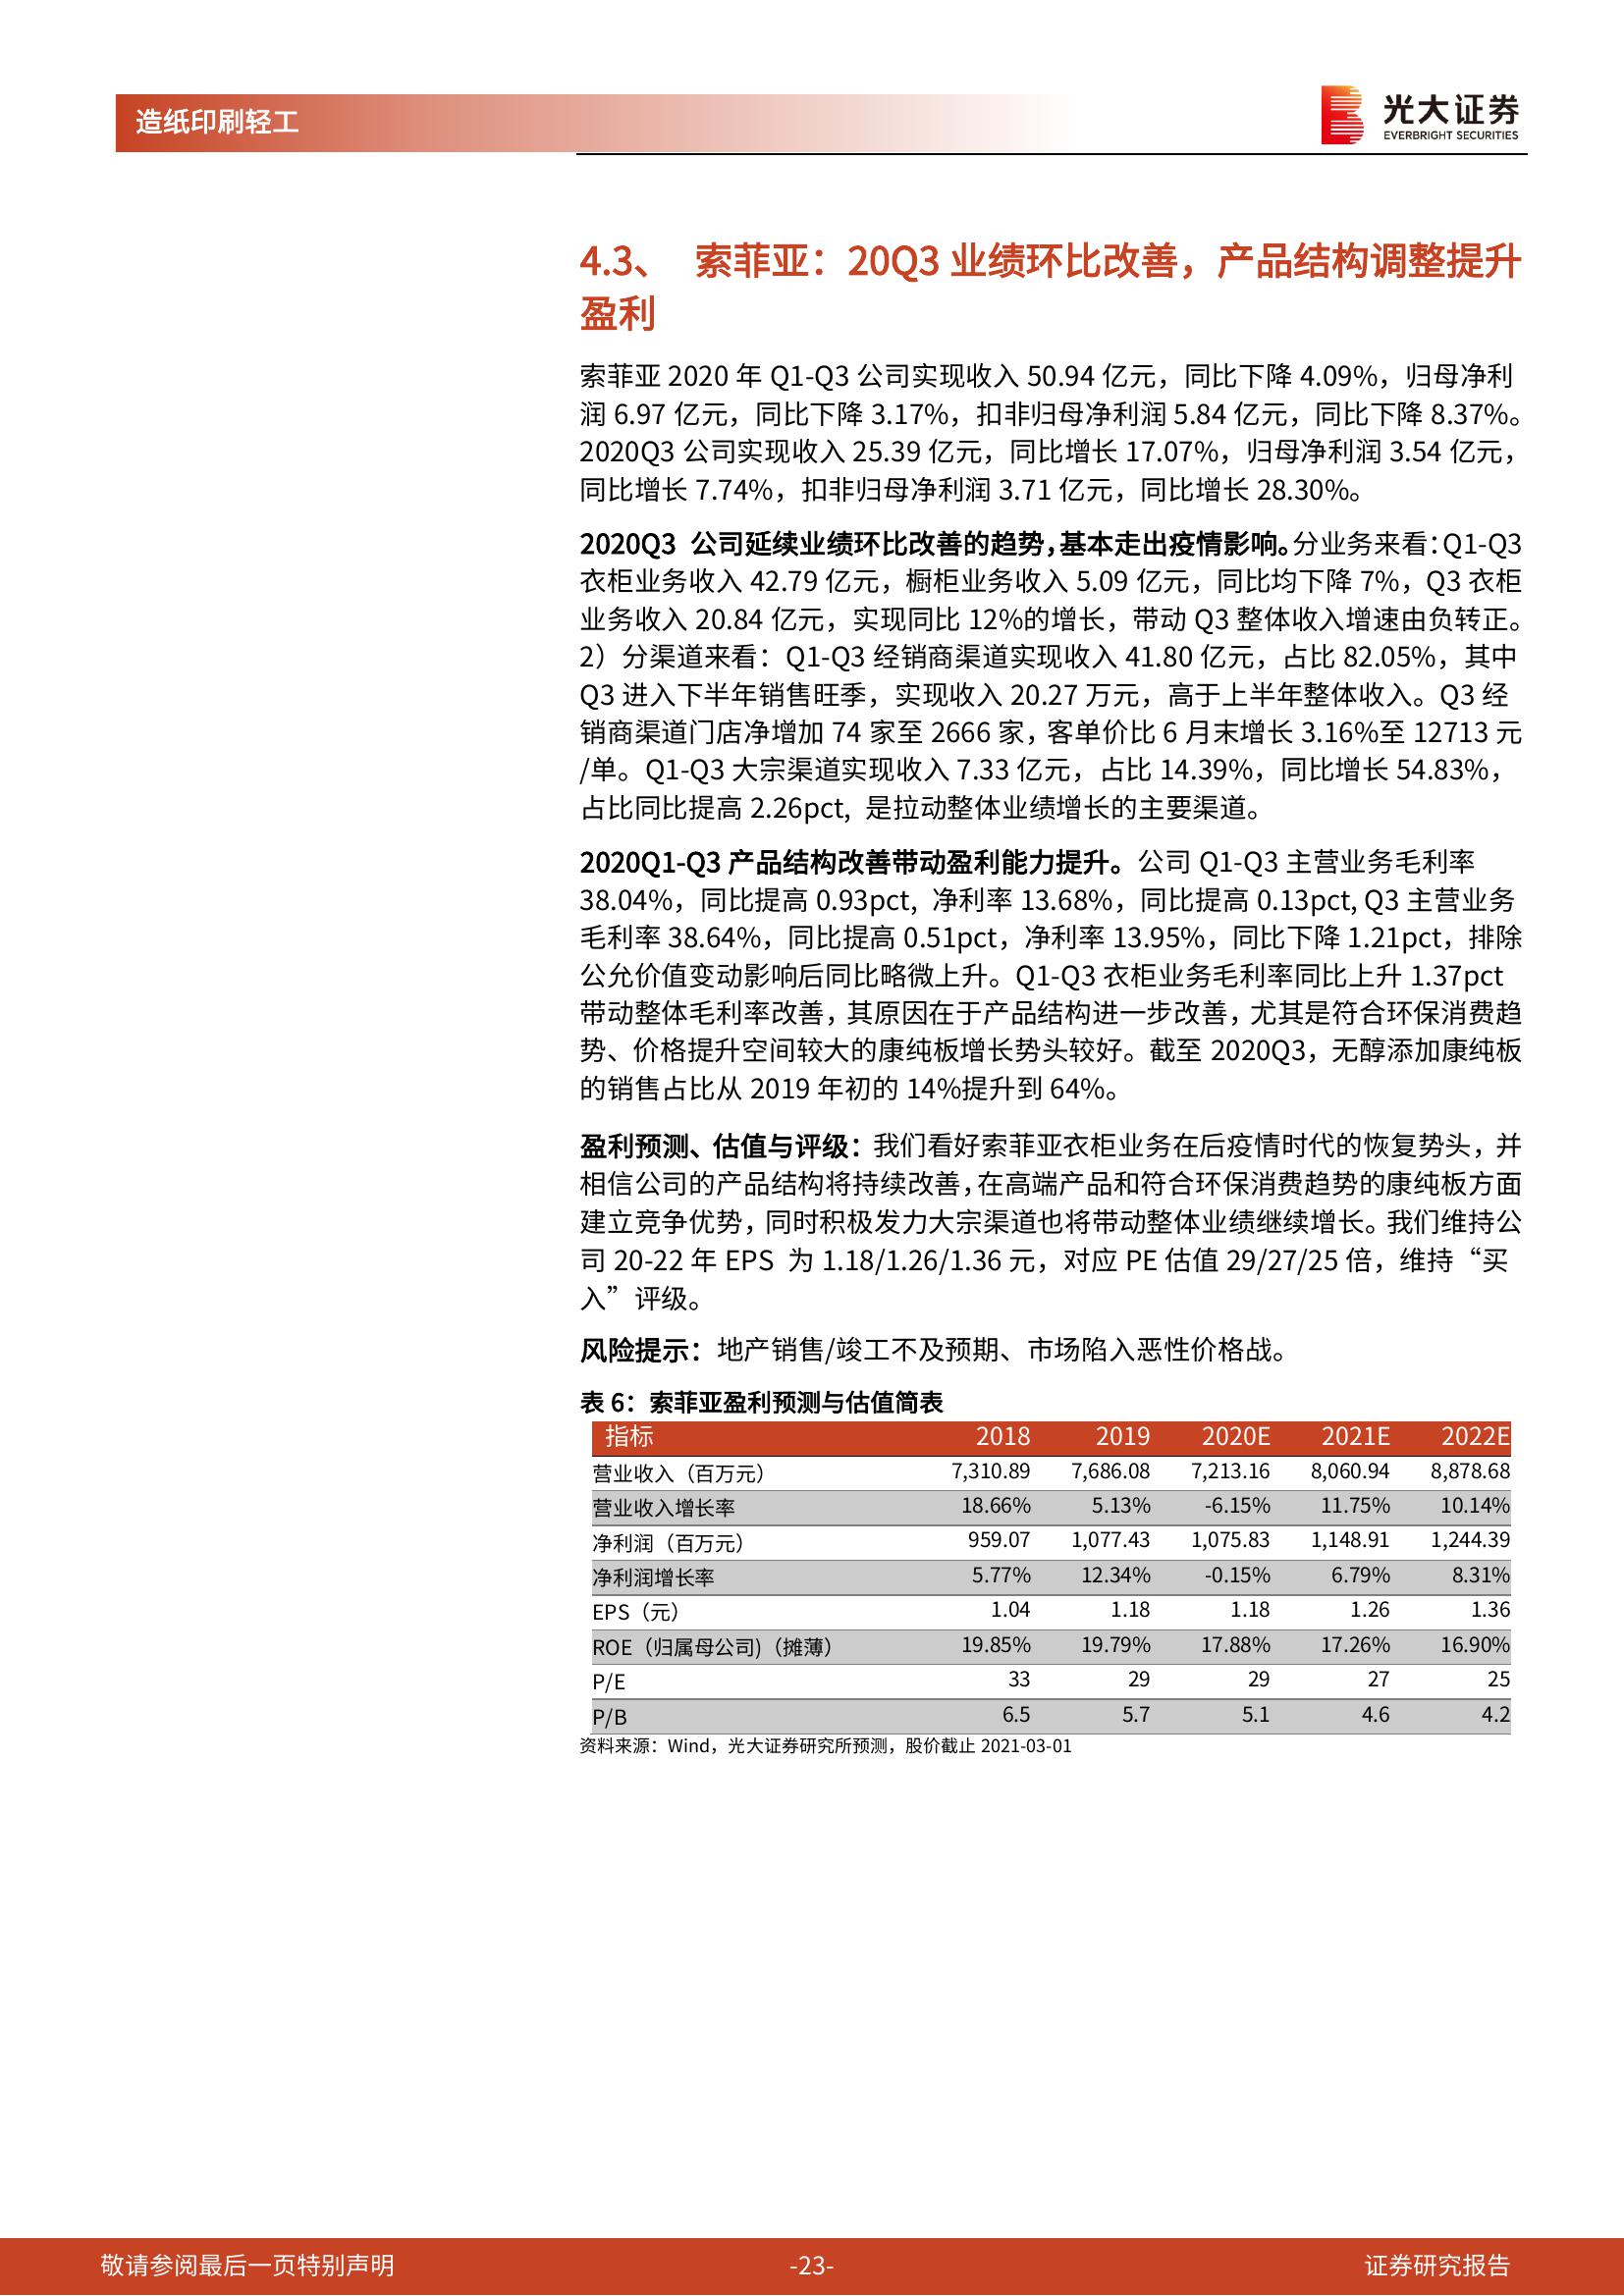 造纸印刷轻工
光大证券
EVERBRIGHT SECURITIES
4.3、 索菲亚：20Q3 业绩环比改善，产品结构调整提升
盈利
索菲亚 2020 年 Q1-Q3 公司实现收入 50.94 亿元，同比下降 4.09%，归母净利
润 6.97 亿元，同比下降 3.17%，扣非归母净利润 5.84 亿元，同比下降 8.37%。
2020Q3 公司实现收入 25.39 亿元，同比增长 17.07%，归母净利润 3.54 亿元，
同比增长 7.74%，扣非归母净利润 3.71 亿元，同比增长 28.30%。
2020Q3 公司延续业绩环比改善的趋势，基本走出疫情影响。分业务来看：Q1-Q3
衣柜业务收入 42.79 亿元，橱柜业务收入 5.09 亿元，同比均下降 7%，Q3 衣柜
业务收入 20.84 亿元，实现同比 12%的增长，带动 Q3 整体收入增速由负转正。
2）分渠道来看：Q1-Q3 经销商渠道实现收入 41.80 亿元，占比 82.05%，其中
Q3 进入下半年销售旺季，实现收入 20.27 万元，高于上半年整体收入。Q3 经
销商渠道门店净增加 74 家至 2666 家，客单价比 6 月末增长 3.16%至 12713 元
/单。Q1-Q3 大宗渠道实现收入 7.33 亿元，占比 14.39%，同比增长 54.83%，
占比同比提高 2.26pct, 是拉动整体业绩增长的主要渠道。
2020Q1-Q3 产品结构改善带动盈利能力提升。公司 Q1-Q3 主营业务毛利率
38.04%，同比提高 0.93pct, 净利率 13.68%，同比提高 0.13pct, Q3 主营业务
毛利率 38.64%，同比提高 0.51pct，净利率 13.95%，同比下降 1.21pct，排除
公允价值变动影响后同比略微上升。Q1-Q3 衣柜业务毛利率同比上升 1.37pct
带动整体毛利率改善，其原因在于产品结构进一步改善，尤其是符合环保消费趋
势、价格提升空间较大的康纯板增长势头较好。截至 2020Q3，无醇添加康纯板
的销售占比从 2019 年初的 14%提升到 64%。
盈利预测、估值与评级：我们看好索菲亚衣柜业务在后疫情时代的恢复势头，并
相信公司的产品结构将持续改善，在高端产品和符合环保消费趋势的康纯板方面
建立竞争优势，同时积极发力大宗渠道也将带动整体业绩继续增长。我们维持公
司 20-22 年 EPS 为 1.18/1.26/1.36 元，对应 PE 估值 29/27/25 倍，维持“买
入”评级。
风险提示：地产销售/竣工不及预期、市场陷入恶性价格战。
表 6：索菲亚盈利预测与估值简表
指标 2018 2019 2020E 2021E 2022E
营业收入（百万元） 7,310.89 7,686.08 7,213.16 8,060.94 8,878.68
营业收入增长率 18.66% 5.13% -6.15% 11.75% 10.14%
净利润（百万元） 959.07 1,077.43 1,075.83 1,148.91 1,244.39
净利润增长率 5.77% 12.34% -0.15% 6.79% 8.31%
EPS（元） 1.04 1.18 1.18 1.26 1.36
ROE（归属母公司)（摊薄） 19.85% 19.79% 17.88% 17.26% 16.90%
P/E 33 29 29 27 25
P/B 6.5 5.7 5.1 4.6 4.2
资料来源：Wind，光大证券研究所预测，股价截止 2021-03-01
敬请参阅最后一页特别声明 -23- 证券研究报告